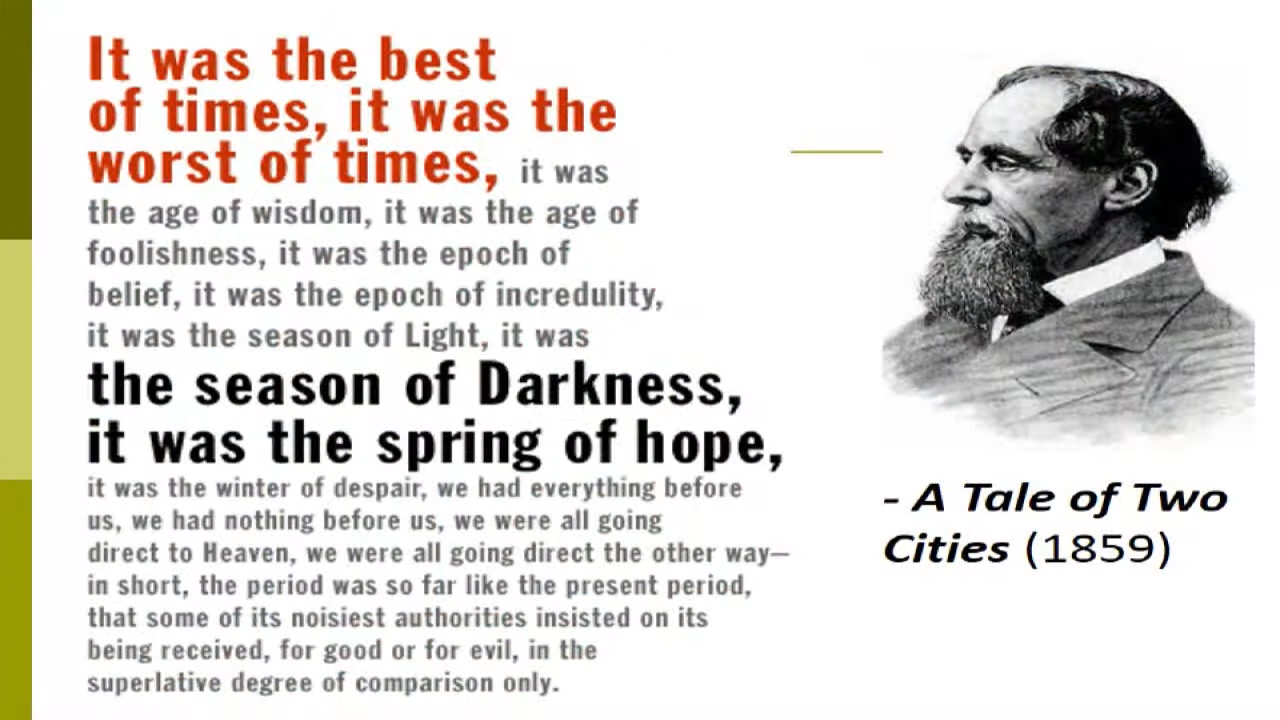 It was the best
of times, it was the
worst of times, it was
the age of wisdom, it was the age of
foolishness, it was the epoch of
belief, it was the epoch of incredulity,
it was the season of Light, it was
the season of Darkness,
it was the spring of hope,
it was the winter of despair, we had everything before
us, we had nothing before us, we were all going
direct to Heaven, we were all going direct the other way—
in short, the period was so far like the present period,
that some of its noisiest authorities insisted on its
being received, for good or for evil, in the
superlative degree of comparison only.
- A Tale of Two
Cities (1859)